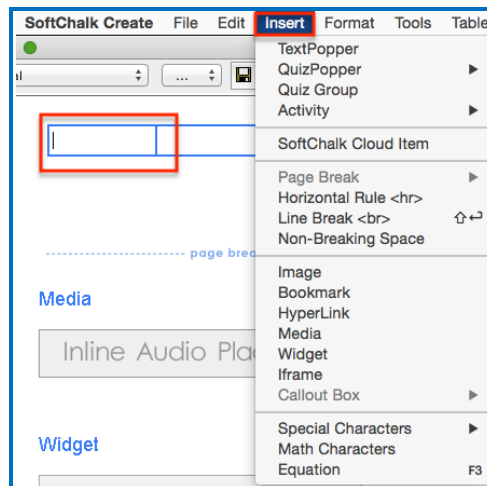 SoftChalk Create File Edit Insert Format Tools Table
TextPopper
QuizPopper ▶
...
Quiz Group
Activity ▶
SoftChalk Cloud Item
Page Break ▶
Horizontal Rule <hr>
Line Break <br> ⇧↩
Non-Breaking Space
page brea
Image
Media
Bookmark
HyperLink
Media
Inline Audio Plac
Widget
Iframe
Callout Box ▶
Special Characters ▶
Widget
Math Characters
Equation F3